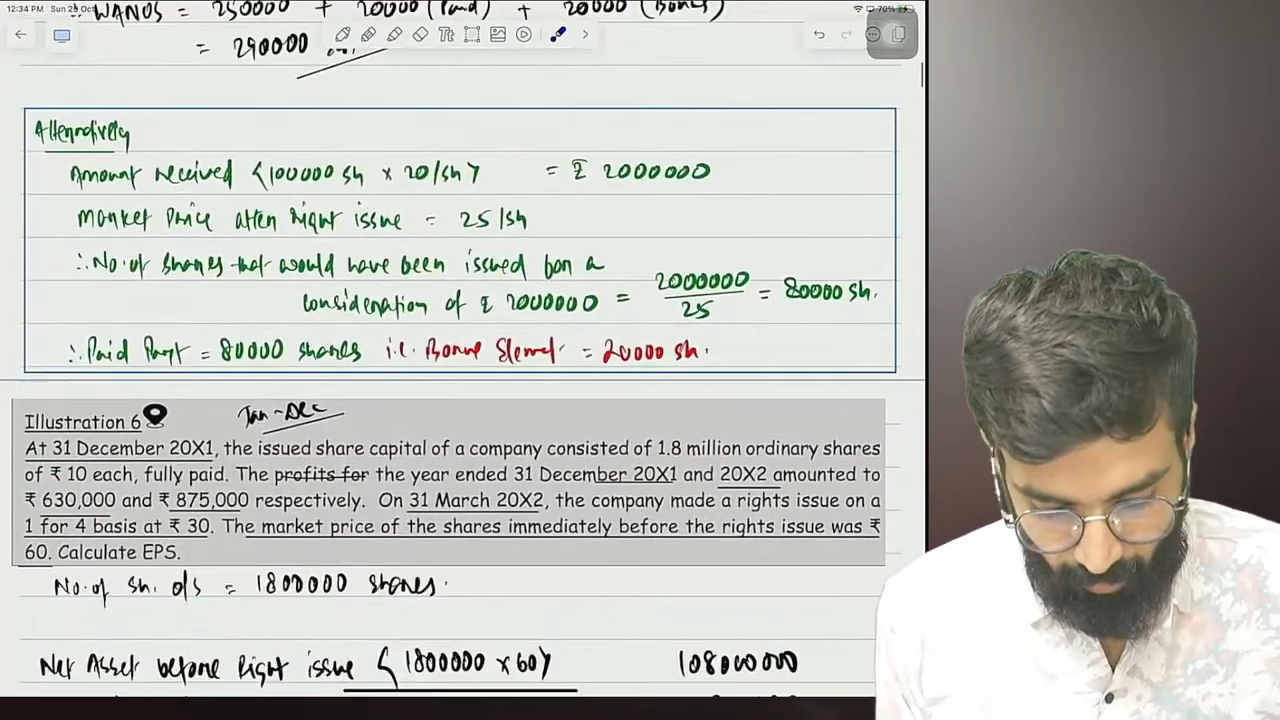 12:34 PM Sun 29 Oct
70%
∴ WANOS = 250000 + 20000 (Paid) + 20000 (Bonus)
= 290000
Alternatively
Amount received {100000 sh × 20/sh} = ₹ 2000000
Market Price after right issue = 25/sh
∴ No. of shares that would have been issued for a
consideration of ₹ 2000000 = 2000000/25 = 80000 sh.
∴ Paid Part = 80000 shares i.e. Bonus Element = 20000 sh.
Illustration 6 Jan-Dec
At 31 December 20X1, the issued share capital of a company consisted of 1.8 million ordinary shares
of ₹ 10 each, fully paid. The profits for the year ended 31 December 20X1 and 20X2 amounted to
₹ 630,000 and ₹ 875,000 respectively. On 31 March 20X2, the company made a rights issue on a
1 for 4 basis at ₹ 30. The market price of the shares immediately before the rights issue was ₹
60. Calculate EPS.
No. of sh. o/s = 1800000 shares.
Net Asset before Right issue {1800000 × 60} 108000000